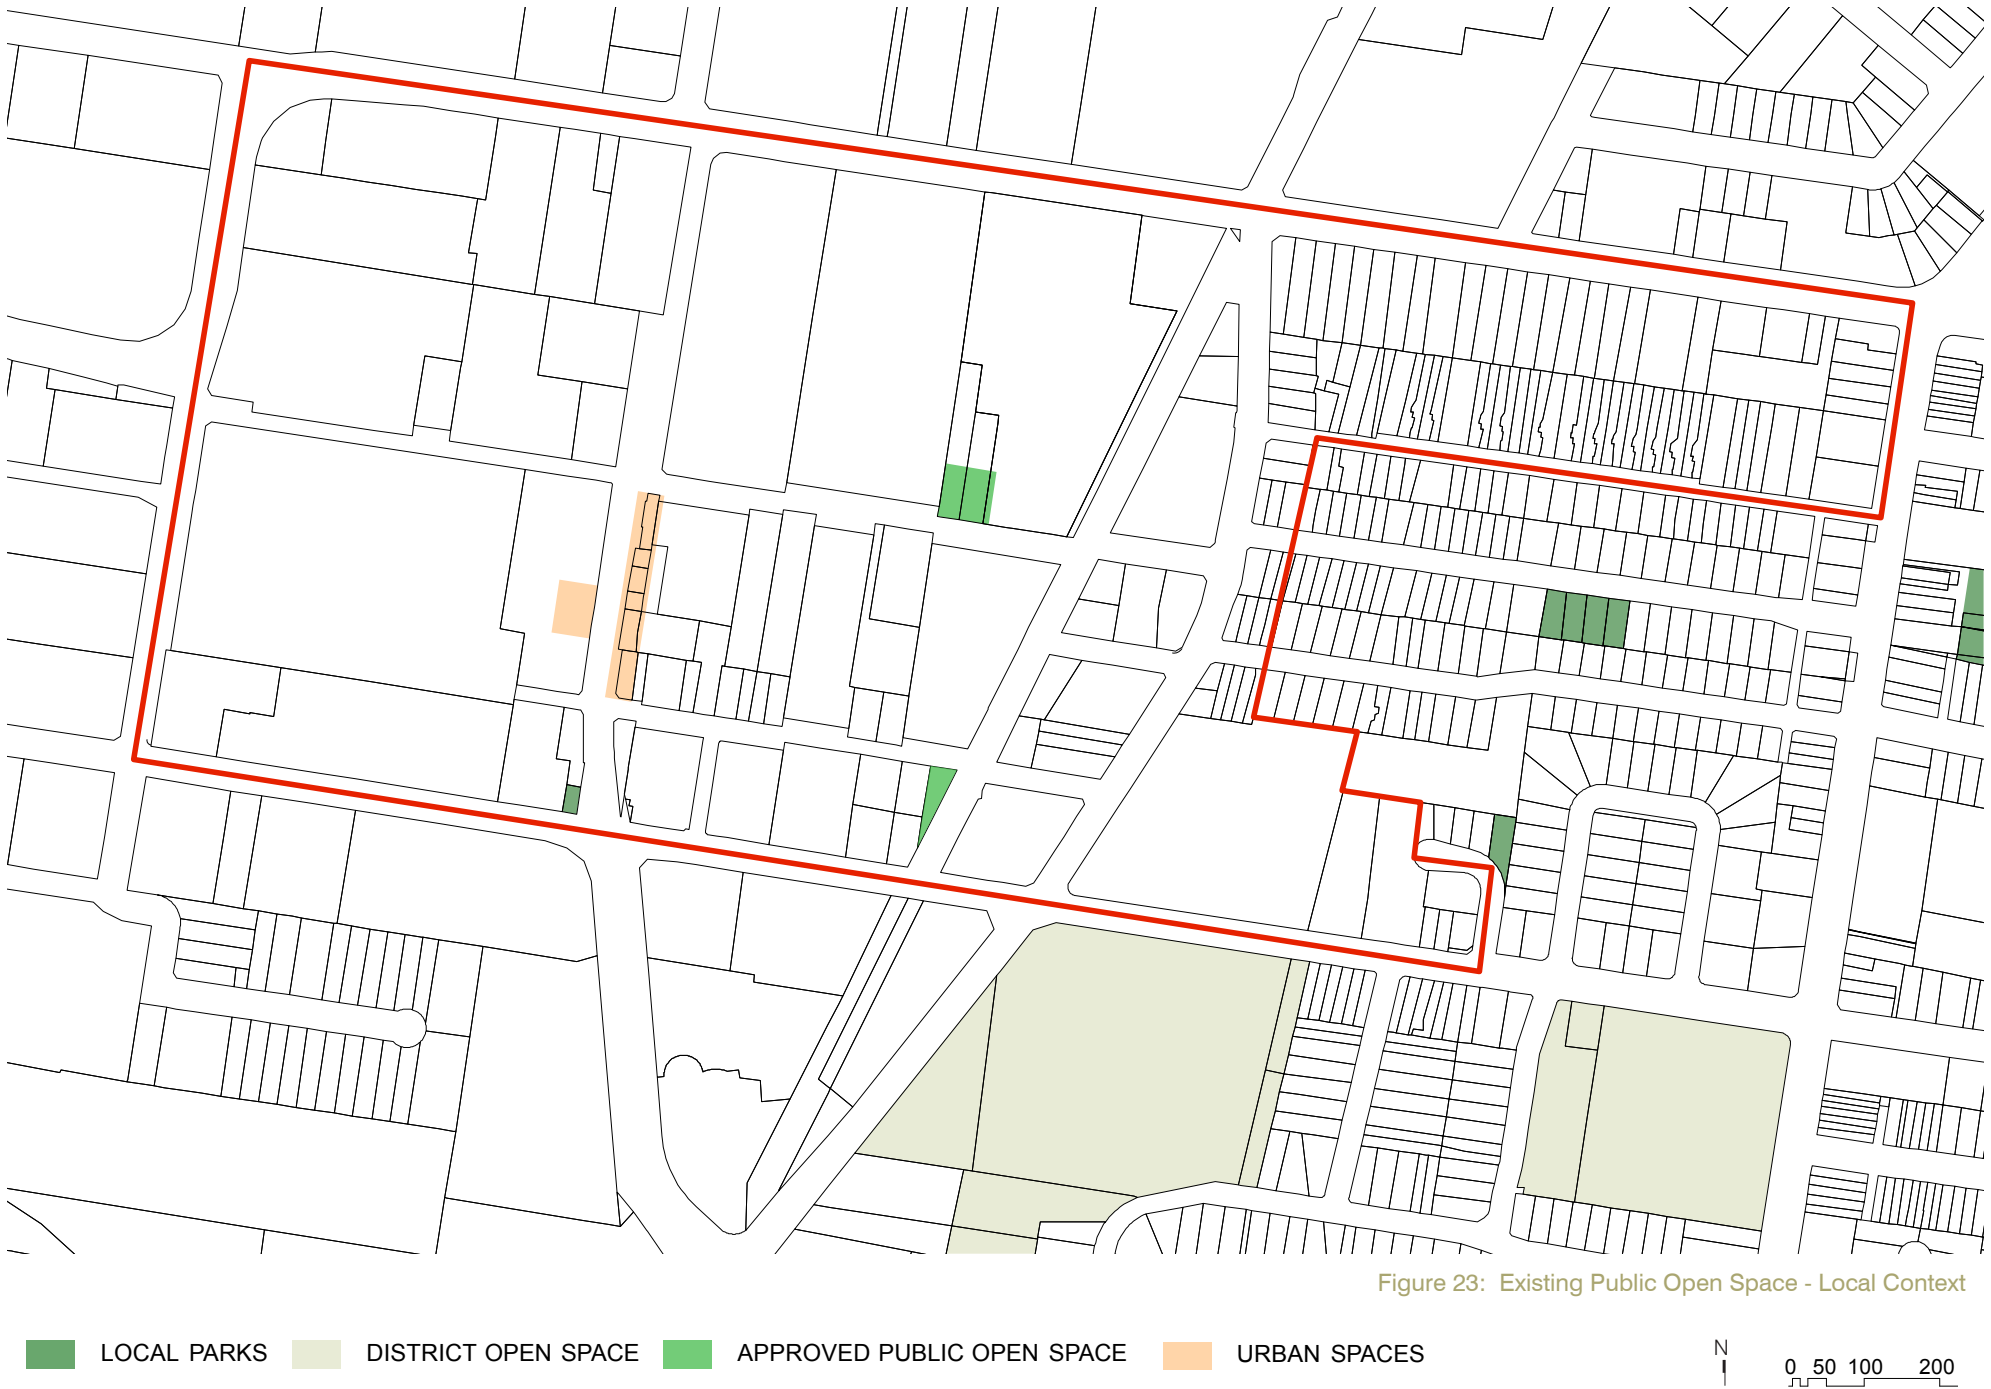 Figure 23: Existing Public Open Space - Local Context
LOCAL PARKS DISTRICT OPEN SPACE APPROVED PUBLIC OPEN SPACE URBAN SPACES
N
0 50 100 200